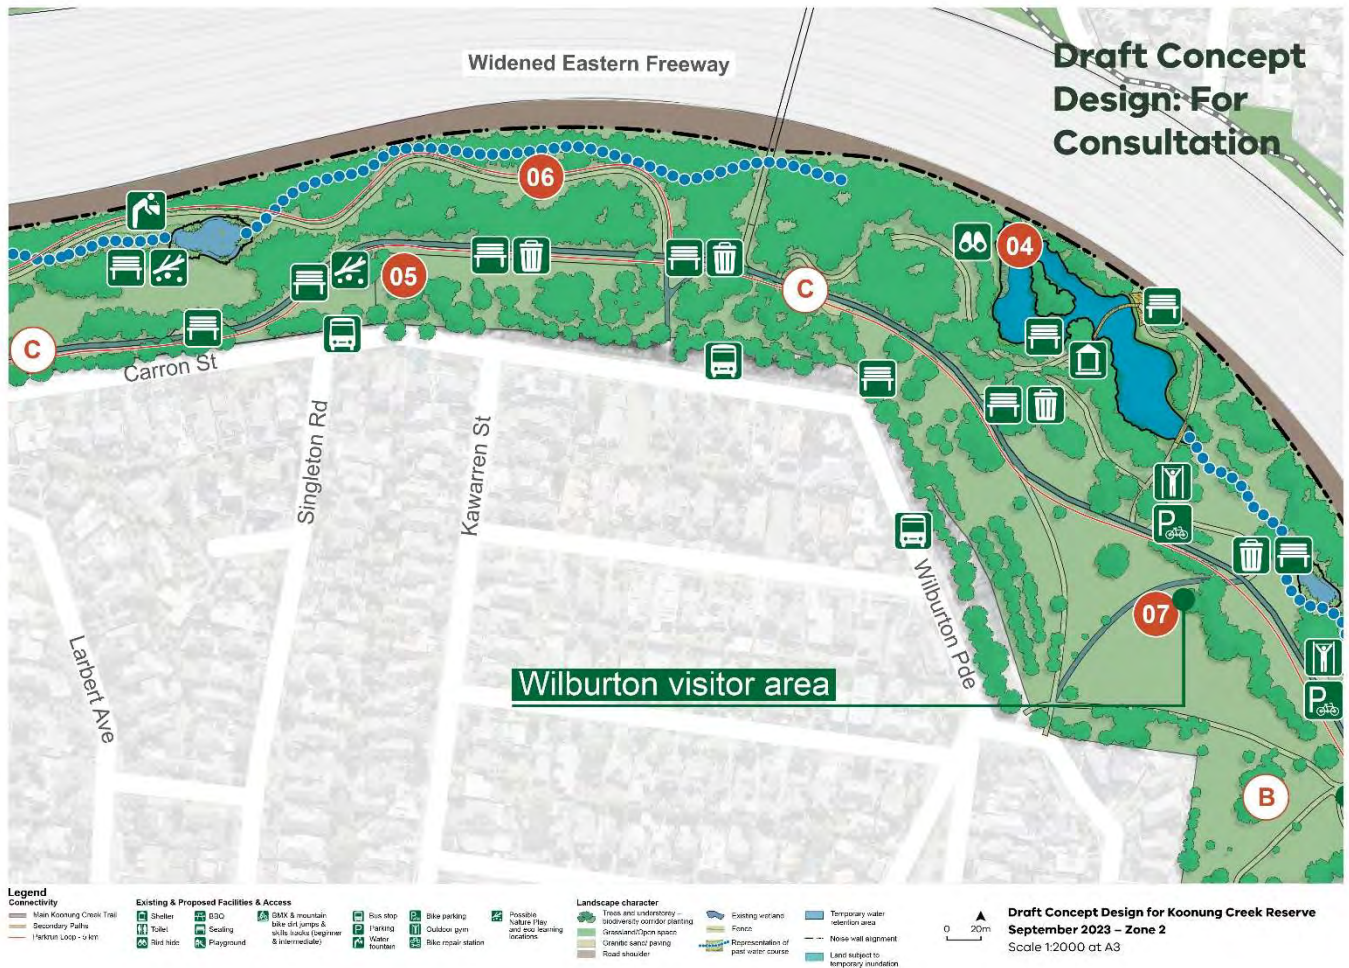 Draft Concept
Design: For
Consultation
Widened Eastern Freeway
06
04
05
C
C
Carron St
Singleton Rd
Kawarren St
Wilburton Pde
Larbert Ave
07
Wilburton visitor area
P
P
B
Legend
Connectivity
Main Koonung Creek Trail
Secondary Paths
Parkrun Loop - 5 km
Existing & Proposed Facilities & Access
Shelter
Toilet
Bird hide
BBQ
Seating
Playground
BMX & mountain
bike dirt jumps &
skills backs (beginner
& intermediate)
Bus stop
Parking
Water
fountain
Bike parking
Outdoor gym
Bike repair station
Possible
Nature Play
and eco learning
locations
Landscape character
Trees and understorey –
biodiversity corridor planting
Grassland/Open space
Granitic sand/ paving
Road shoulder
Existing wetland
Fence
Representation of
past water course
Temporary water
retention area
Noise wall alignment
Land subject to
temporary inundation
0 20m
Draft Concept Design for Koonung Creek Reserve
September 2023 – Zone 2
Scale 1:2000 at A3